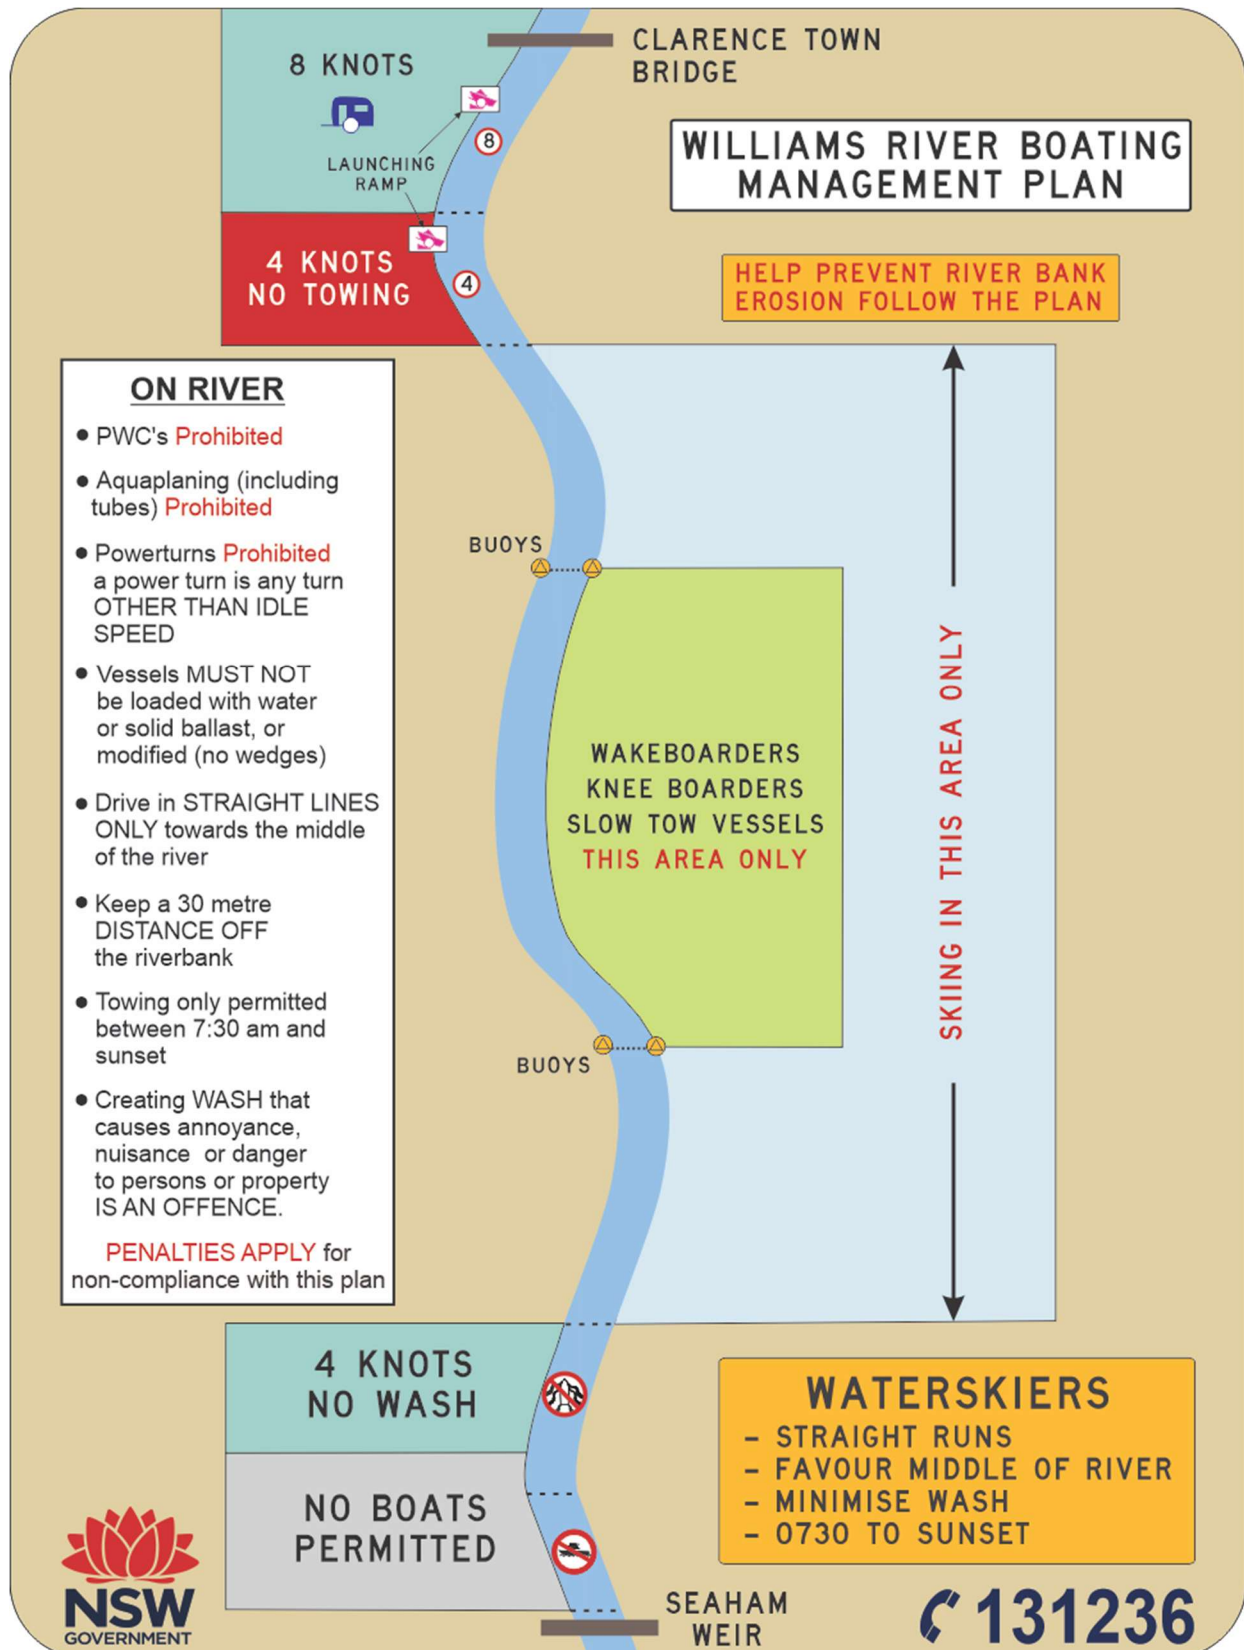 CLARENCE TOWN
BRIDGE
8 KNOTS
LAUNCHING
RAMP
8
WILLIAMS RIVER BOATING
MANAGEMENT PLAN
4 KNOTS
NO TOWING
4
HELP PREVENT RIVER BANK
EROSION FOLLOW THE PLAN
ON RIVER
• PWC's Prohibited
• Aquaplaning (including
tubes) Prohibited
• Powerturns Prohibited
a power turn is any turn
OTHER THAN IDLE
SPEED
• Vessels MUST NOT
be loaded with water
or solid ballast, or
modified (no wedges)
• Drive in STRAIGHT LINES
ONLY towards the middle
of the river
• Keep a 30 metre
DISTANCE OFF
the riverbank
• Towing only permitted
between 7:30 am and
sunset
• Creating WASH that
causes annoyance,
nuisance or danger
to persons or property
IS AN OFFENCE.
PENALTIES APPLY for
non-compliance with this plan
BUOYS
WAKEBOARDERS
KNEE BOARDERS
SLOW TOW VESSELS
THIS AREA ONLY
BUOYS
SKIING IN THIS AREA ONLY
4 KNOTS
NO WASH
NO BOATS
PERMITTED
WATERSKIERS
- STRAIGHT RUNS
- FAVOUR MIDDLE OF RIVER
- MINIMISE WASH
- 0730 TO SUNSET
NSW
GOVERNMENT
SEAHAM
WEIR
131236